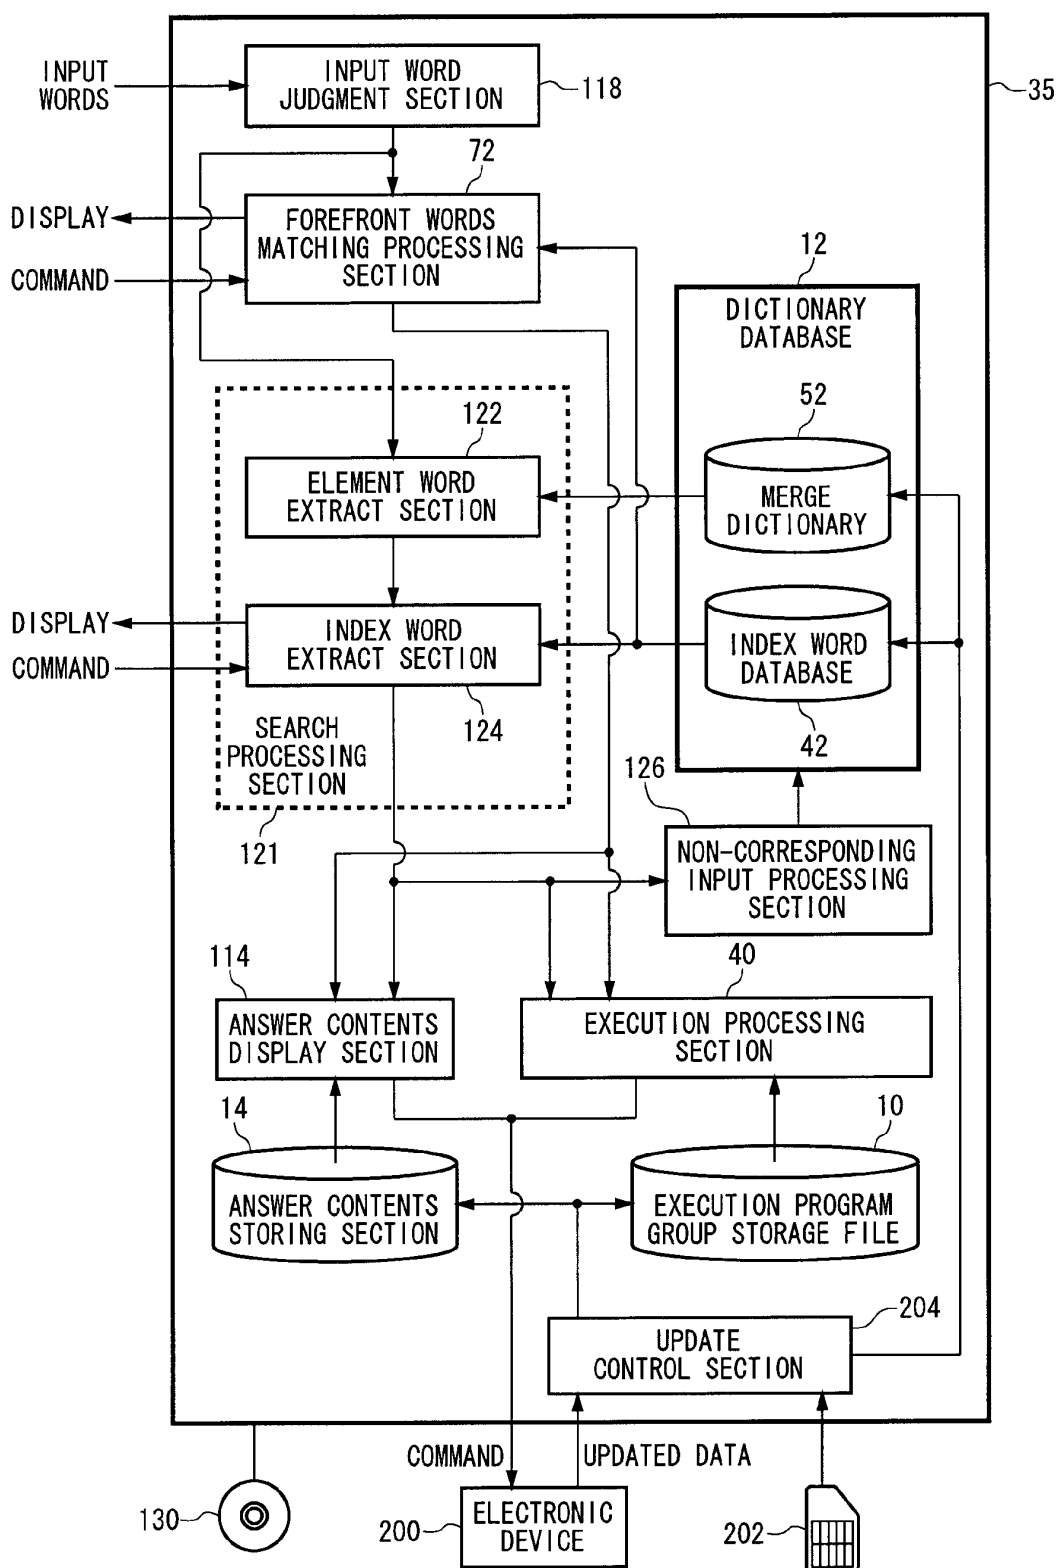 INPUT
WORDS
INPUT WORD
JUDGMENT SECTION
118
35
72
DISPLAY
COMMAND
FOREFRONT WORDS
MATCHING PROCESSING
SECTION
12
DICTIONARY
DATABASE
52
MERGE
DICTIONARY
122
ELEMENT WORD
EXTRACT SECTION
DISPLAY
COMMAND
INDEX WORD
EXTRACT SECTION
124
INDEX WORD
DATABASE
42
SEARCH
PROCESSING
SECTION
121
126
NON-CORRESPONDING
INPUT PROCESSING
SECTION
114
ANSWER CONTENTS
DISPLAY SECTION
40
EXECUTION PROCESSING
SECTION
14
ANSWER CONTENTS
STORING SECTION
10
EXECUTION PROGRAM
GROUP STORAGE FILE
204
UPDATE
CONTROL SECTION
COMMAND
UPDATED DATA
130
200
ELECTRONIC
DEVICE
202